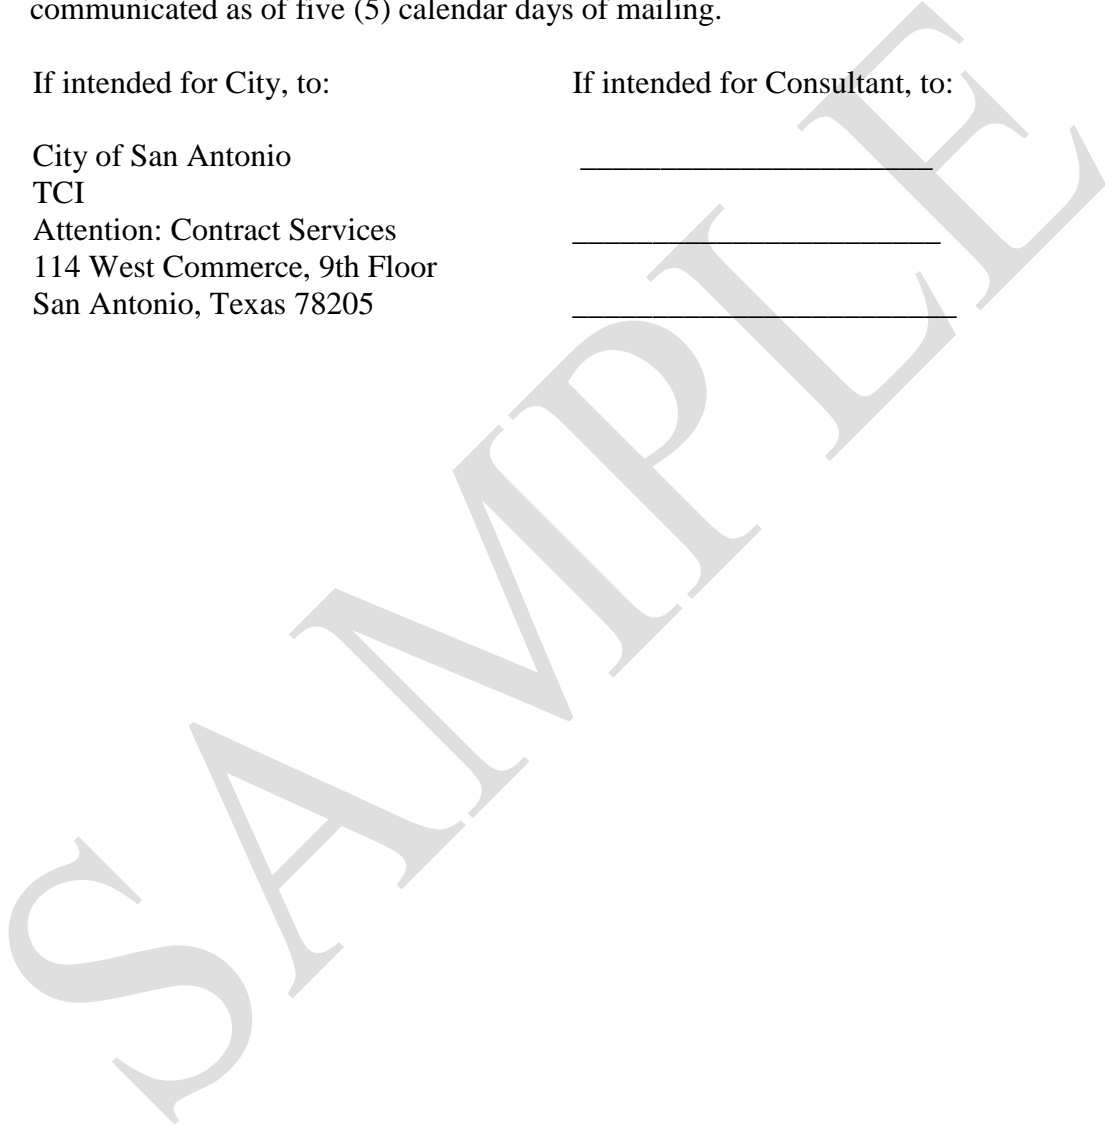 communicated as of five (5) calendar days of mailing.
If intended for City, to:
If intended for Consultant, to:
City of San Antonio
TCI
Attention: Contract Services
114 West Commerce, 9th Floor
San Antonio, Texas 78205
SAMPLE